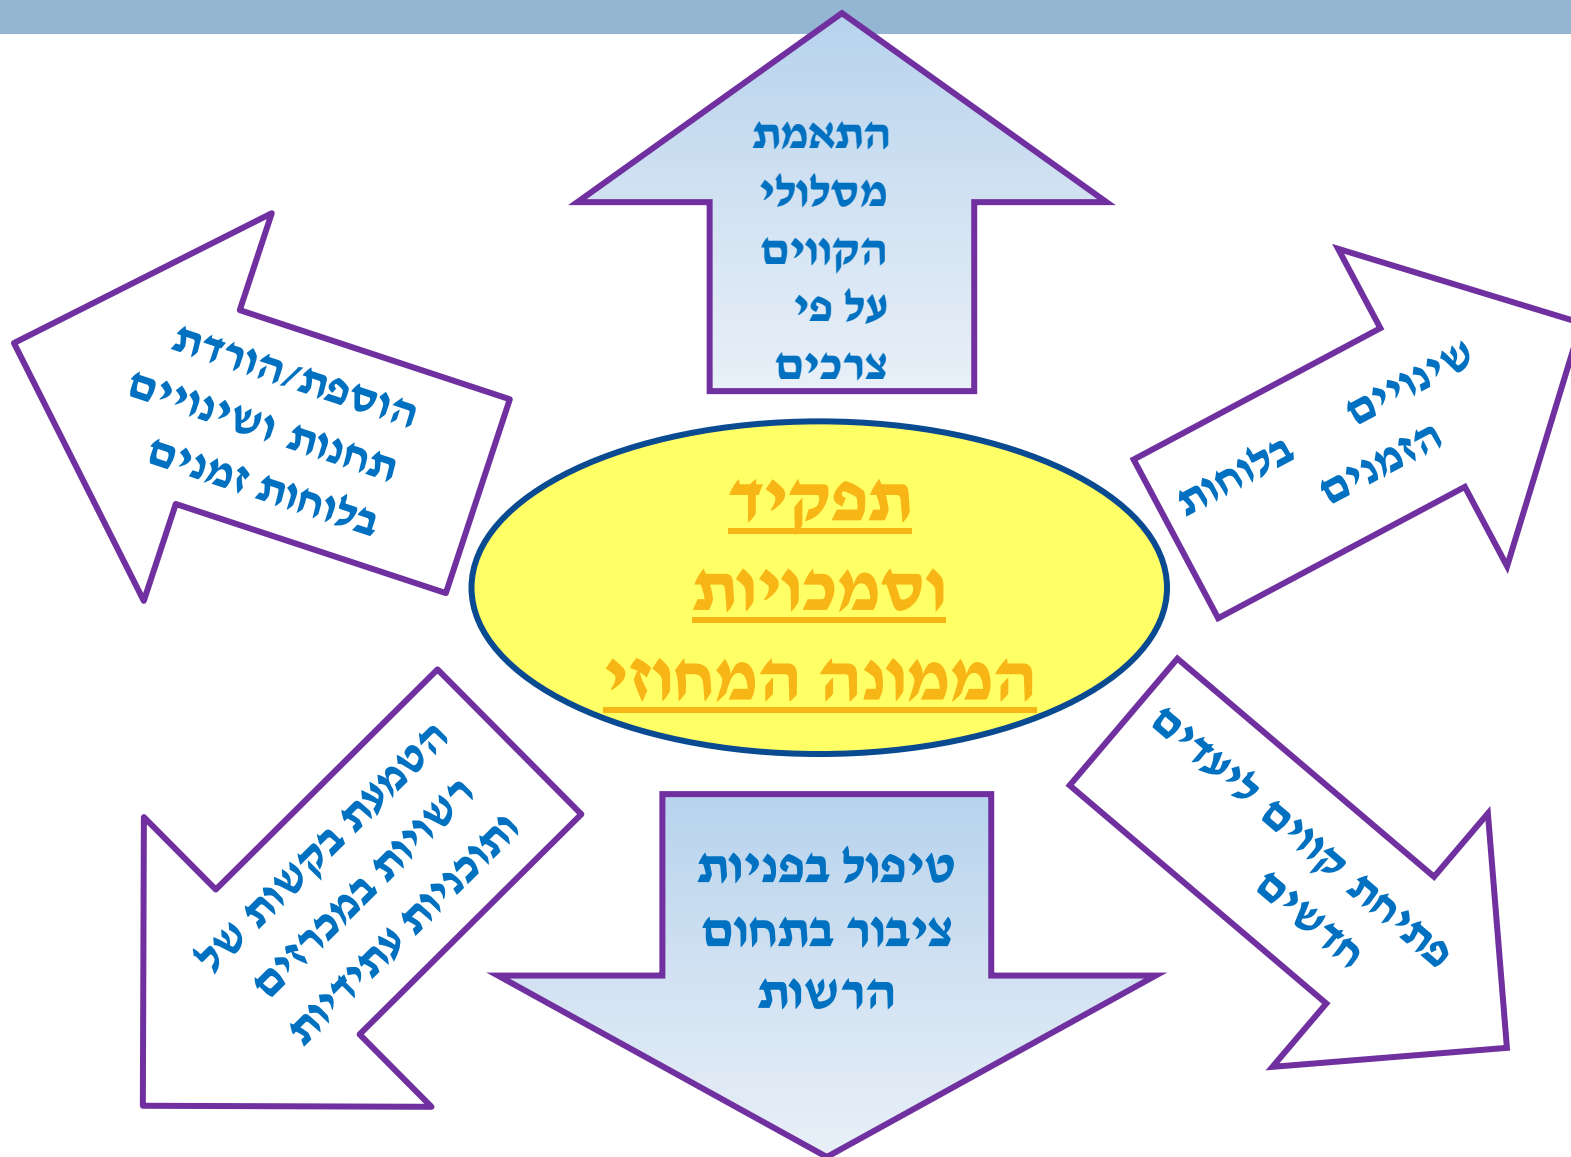 התאמת
מסלולי
הקווים
על פי
צרכים
שינויים בלוחות
הזמנים
הוספת/הורדת
תחנות ושינויים
בלוחות זמנים
תפקיד
וסמכויות
הממונה המחוזי
הטמעת בקשות של
רשויות במכרזים
ותוכניות עתידיות
טיפול בפניות
ציבור בתחום
הרשות
פתיחת קווים ליעדים
חדשים